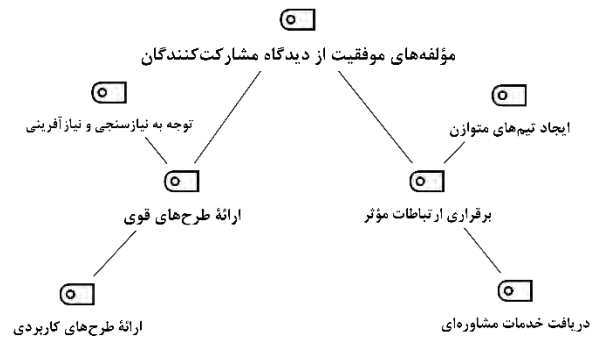 مؤلفه‌های موفقیت از دیدگاه مشارکت‌کنندگان
ایجاد تیم‌های متوازن
توجه به نیازسنجی و نیازآفرینی
برقراری ارتباطات مؤثر
ارائهٔ طرح‌های قوی
دریافت خدمات مشاوره‌ای
ارائهٔ طرح‌های کاربردی